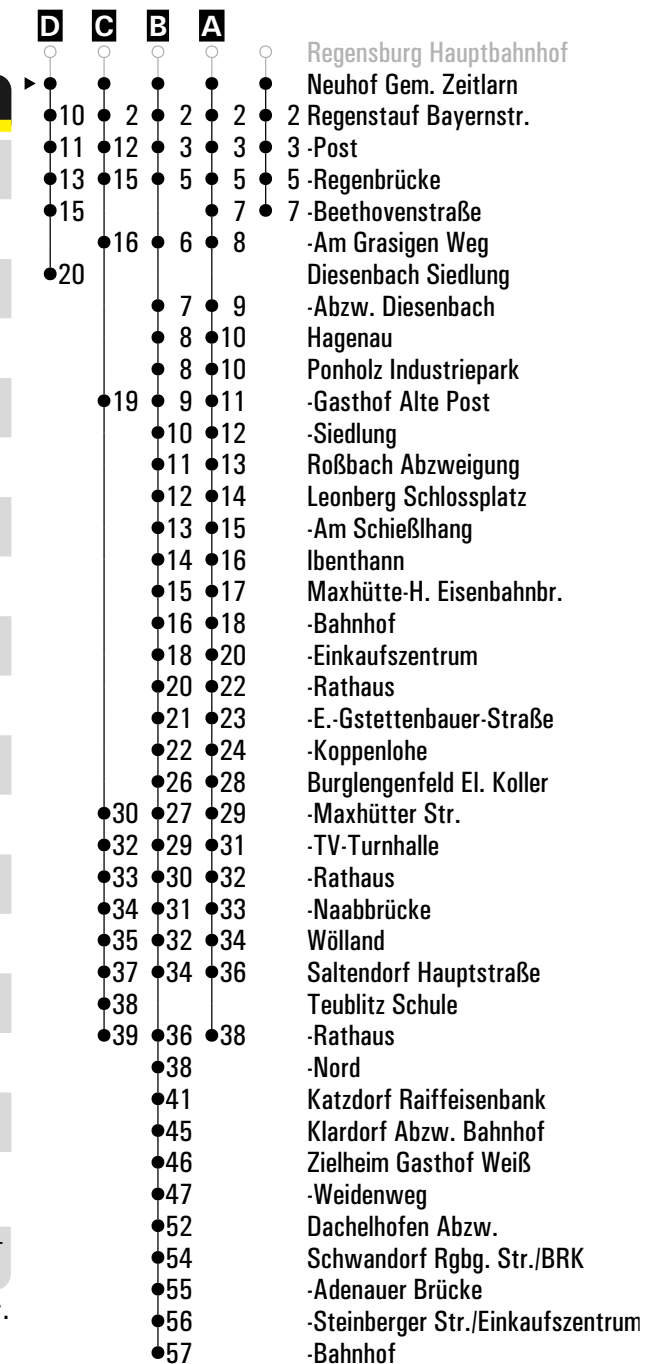 D C B A
Regensburg Hauptbahnhof
Neuhof Gem. Zeitlarn
10 2 2 2 2 Regenstauf Bayernstr.
11 12 3 3 3 -Post
13 15 5 5 5 -Regenbrücke
15 7 7 -Beethovenstraße
16 6 8 -Am Grasigen Weg
20 Diesenbach Siedlung
7 9 -Abzw. Diesenbach
8 10 Hagenau
8 10 Ponholz Industriepark
19 9 11 -Gasthof Alte Post
10 12 -Siedlung
11 13 Roßbach Abzweigung
12 14 Leonberg Schlossplatz
13 15 -Am Schießlhang
14 16 Ibenthann
15 17 Maxhütte-H. Eisenbahnbr.
16 18 -Bahnhof
18 20 -Einkaufszentrum
20 22 -Rathaus
21 23 -E.-Gstettenbauer-Straße
22 24 -Koppenlohe
26 28 Burglengenfeld El. Koller
30 27 29 -Maxhütter Str.
32 29 31 -TV-Turnhalle
33 30 32 -Rathaus
34 31 33 -Naabbrücke
35 32 34 Wölland
37 34 36 Saltendorf Hauptstraße
38 Teublitz Schule
39 36 38 -Rathaus
38 -Nord
41 Katzdorf Raiffeisenbank
45 Klardorf Abzw. Bahnhof
46 Zielheim Gasthof Weiß
47 -Weidenweg
52 Dachelhofen Abzw.
54 Schwandorf Rgbg. Str./BRK
55 -Adenauer Brücke
56 -Steinberger Str./Einkaufszentrum
57 -Bahnhof